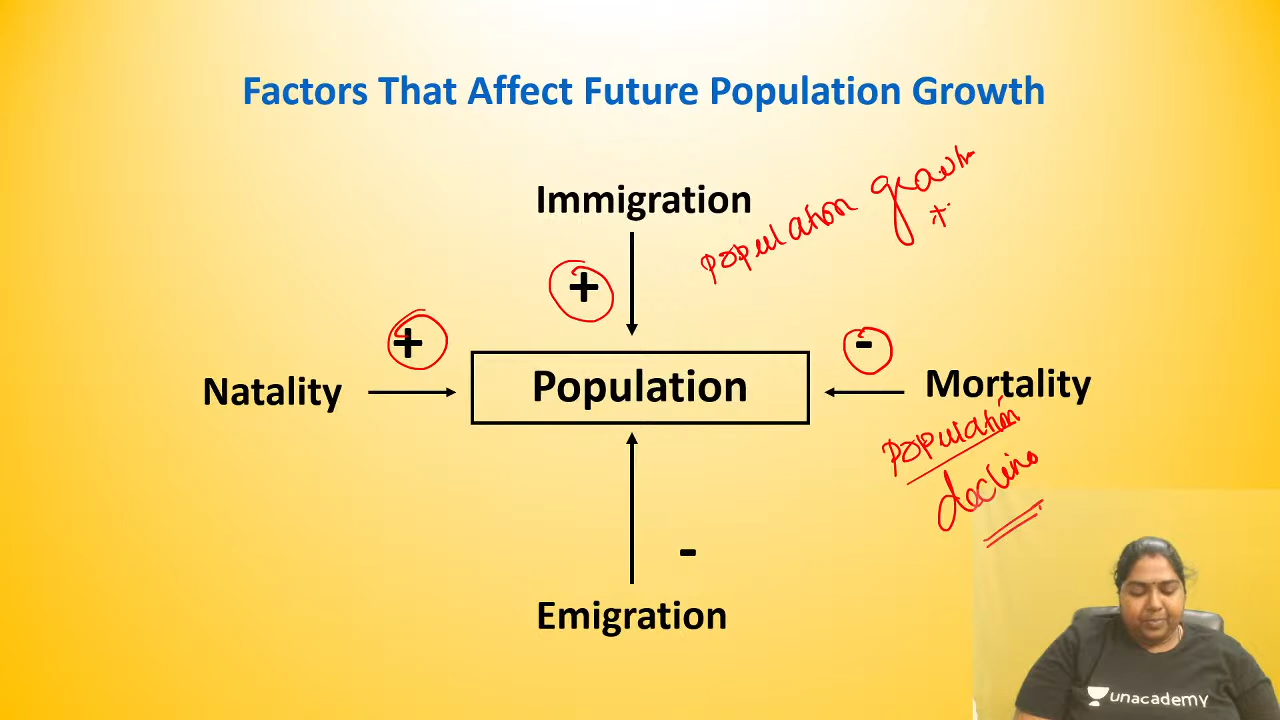 Factors That Affect Future Population Growth
Immigration
population growth
+
+
+
-
Natality
Population
Mortality
population
decline
-
Emigration
unacademy